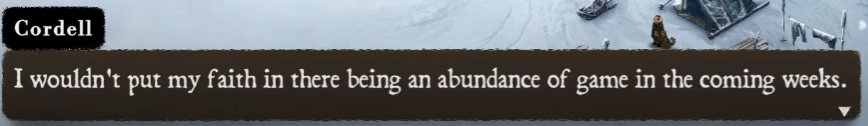 Cordell
I wouldn't put my faith in there being an abundance of game in the coming weeks.